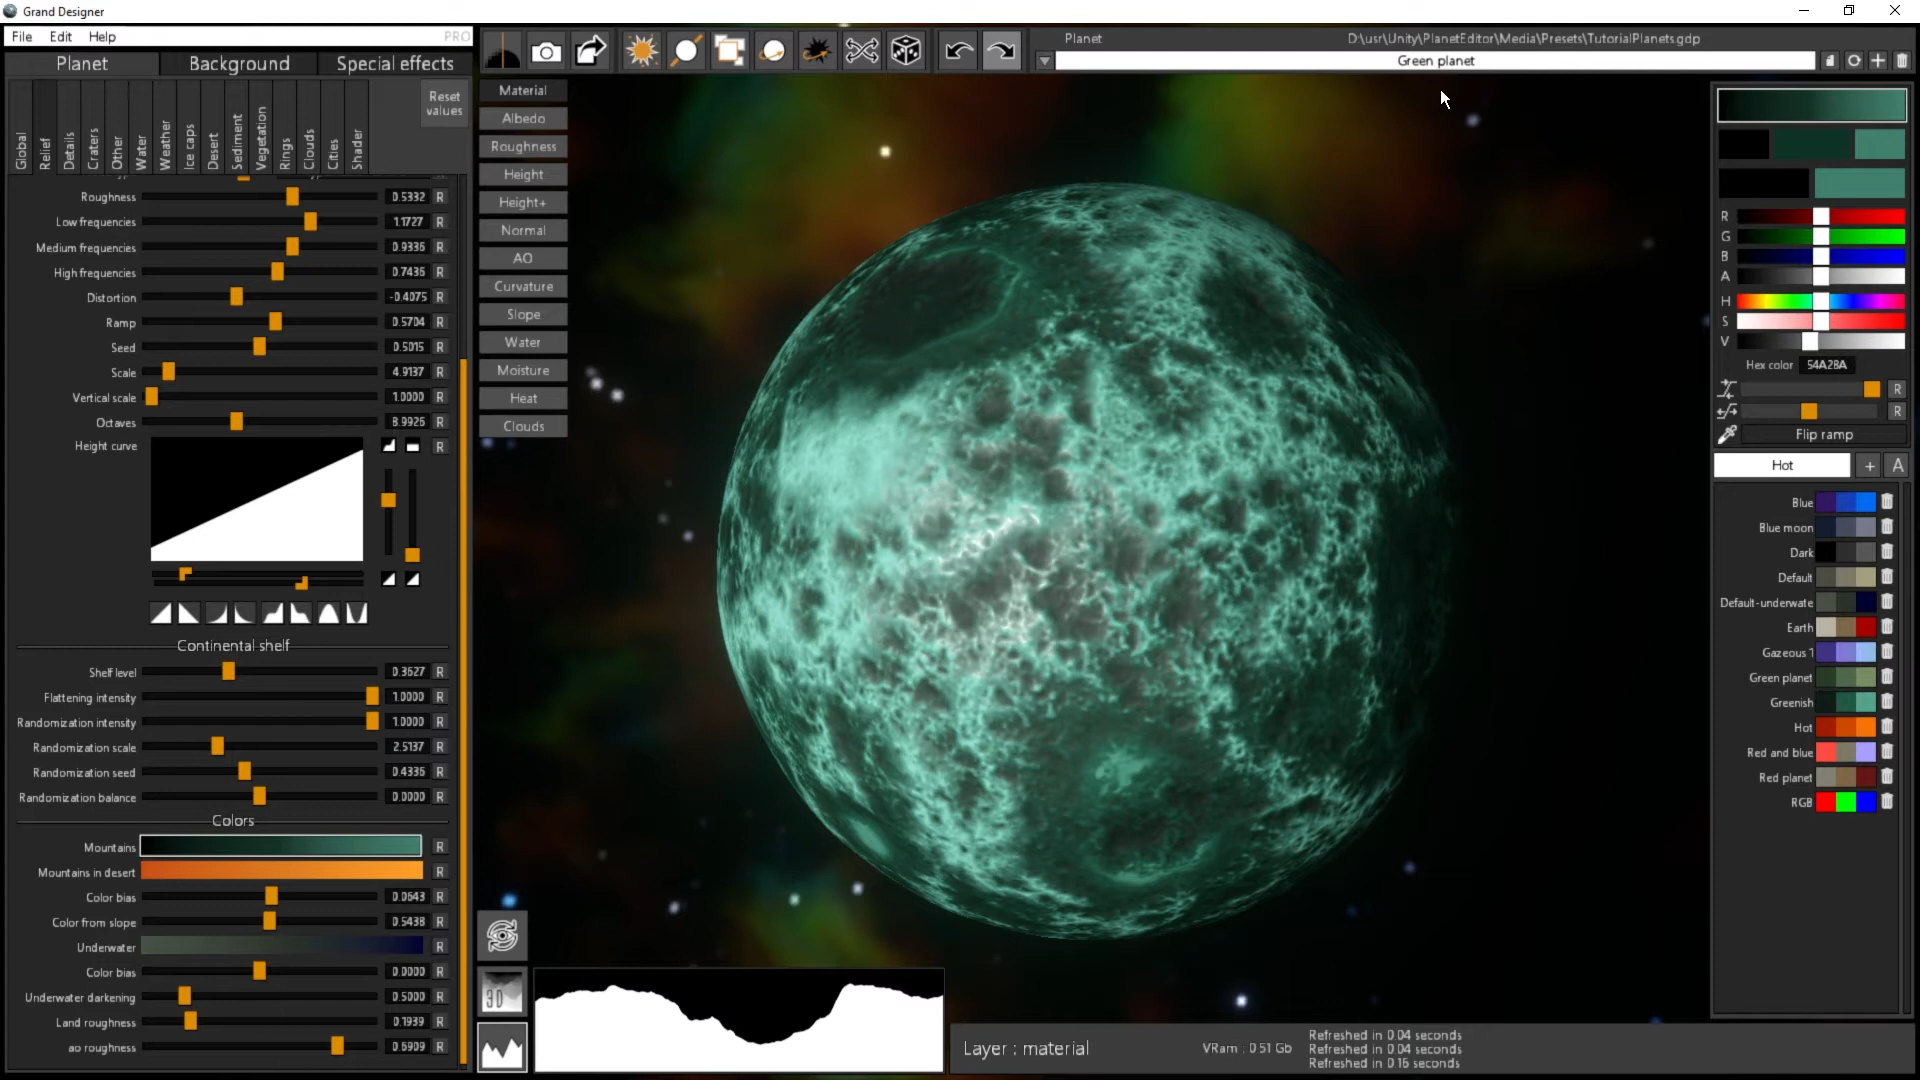 Grand Designer
File Edit Help PRO
Planet Background Special effects
Global Relief Details Craters Other Water Weather Ice caps Desert Sediment Vegetation Rings Clouds Cities Shader
Reset values
Roughness 0.5332 R
Low frequencies 1.1727 R
Medium frequencies 0.9336 R
High frequencies 0.7436 R
Distortion -0.4075 R
Ramp 0.5704 R
Seed 0.5015 R
Scale 4.9137 R
Vertical scale 1.0000 R
Octaves 8.9926 R
Height curve R
Continental shelf
Shelf level 0.3627 R
Flattening intensity 1.0000 R
Randomization intensity 1.0000 R
Randomization scale 2.5137 R
Randomization seed 0.4336 R
Randomization balance 0.0000 R
Colors
Mountains R
Mountains in desert R
Color bias 0.0643 R
Color from slope 0.5438 R
Underwater R
Color bias 0.0000 R
Underwater darkening 0.5000 R
Land roughness 0.1939 R
ao roughness 0.6909 R
Material
Albedo
Roughness
Height
Height+
Normal
AO
Curvature
Slope
Water
Moisture
Heat
Clouds
3D
Planet D:\usr\Unity\PlanetEditor\Media\Presets\TutorialPlanets.gdp
Green planet
R
G
B
A
H
S
V
Hex color 54A28A
R
R
Flip ramp
Hot + A
Blue
Blue moon
Dark
Default
Default-underwate
Earth
Gazeous 1
Green planet
Greenish
Hot
Red and blue
Red planet
RGB
Layer : material
VRam : 0.51 Gb
Refreshed in 0.04 seconds
Refreshed in 0.04 seconds
Refreshed in 0.16 seconds